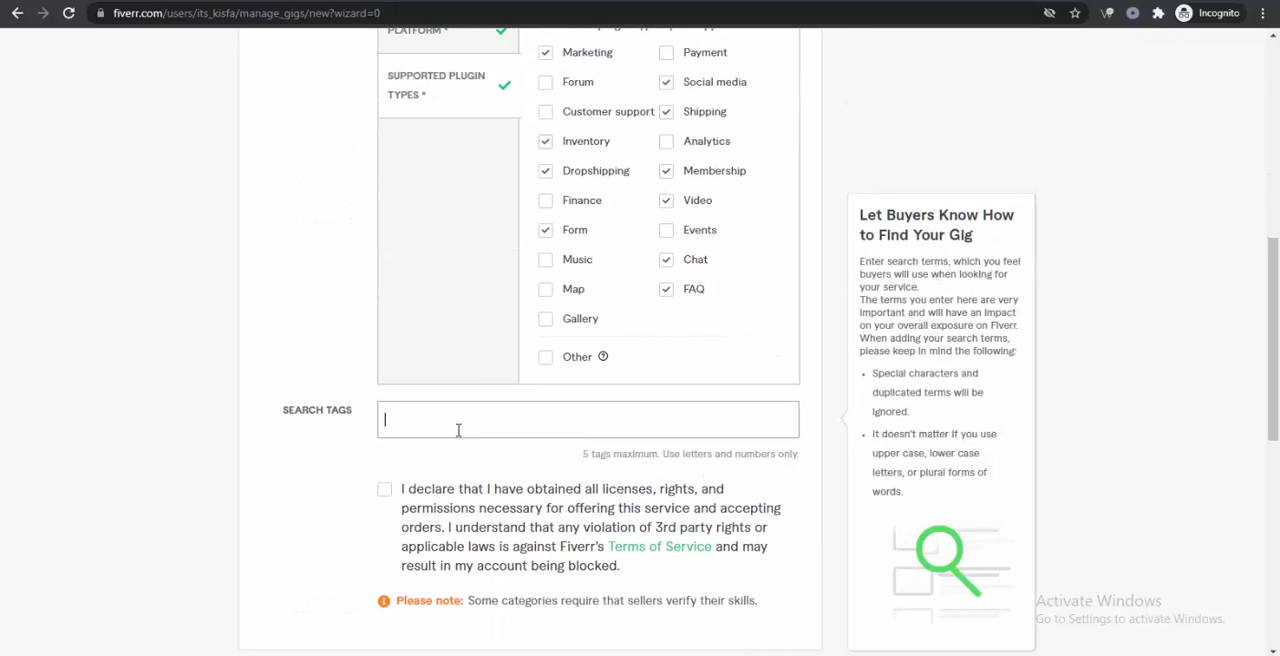 fiverr.com/users/its_kisfa/manage_gigs/new?wizard=0
Incognito
PLATFORM *
Marketing
Payment
SUPPORTED PLUGIN
TYPES *
Forum
Social media
Customer support
Shipping
Inventory
Analytics
Dropshipping
Membership
Finance
Video
Form
Events
Music
Chat
Map
FAQ
Gallery
Other
SEARCH TAGS
5 tags maximum. Use letters and numbers only.
I declare that I have obtained all licenses, rights, and
permissions necessary for offering this service and accepting
orders. I understand that any violation of 3rd party rights or
applicable laws is against Fiverr's Terms of Service and may
result in my account being blocked.
Please note: Some categories require that sellers verify their skills.
Let Buyers Know How
to Find Your Gig
Enter search terms, which you feel
buyers will use when looking for
your service.
The terms you enter here are very
important and will have an impact
on your overall exposure on Fiverr.
When adding your search terms,
please keep in mind the following:
• Special characters and
duplicated terms will be
ignored.
• It doesn't matter if you use
upper case, lower case
letters, or plural forms of
words.
Activate Windows
Go to Settings to activate Windows.